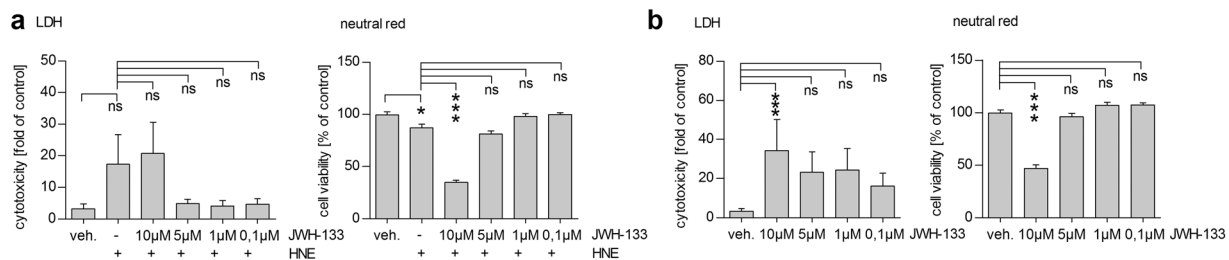 a LDH
cytotoxicity [fold of control]
50
40
30
20
10
0
ns
ns
ns
ns
ns
veh. - 10µM 5µM 1µM 0,1µM JWH-133
+ + + + + HNE
neutral red
cell viability [% of control]
150
100
50
0
*
***
ns
ns
ns
veh. - 10µM 5µM 1µM 0,1µM JWH-133
+ + + + + HNE
b LDH
cytotoxicity [fold of control]
80
60
40
20
0
***
ns
ns
ns
veh. 10µM 5µM 1µM 0,1µM JWH-133
neutral red
cell viability [% of control]
150
100
50
0
***
ns
ns
ns
veh. 10µM 5µM 1µM 0,1µM JWH-133